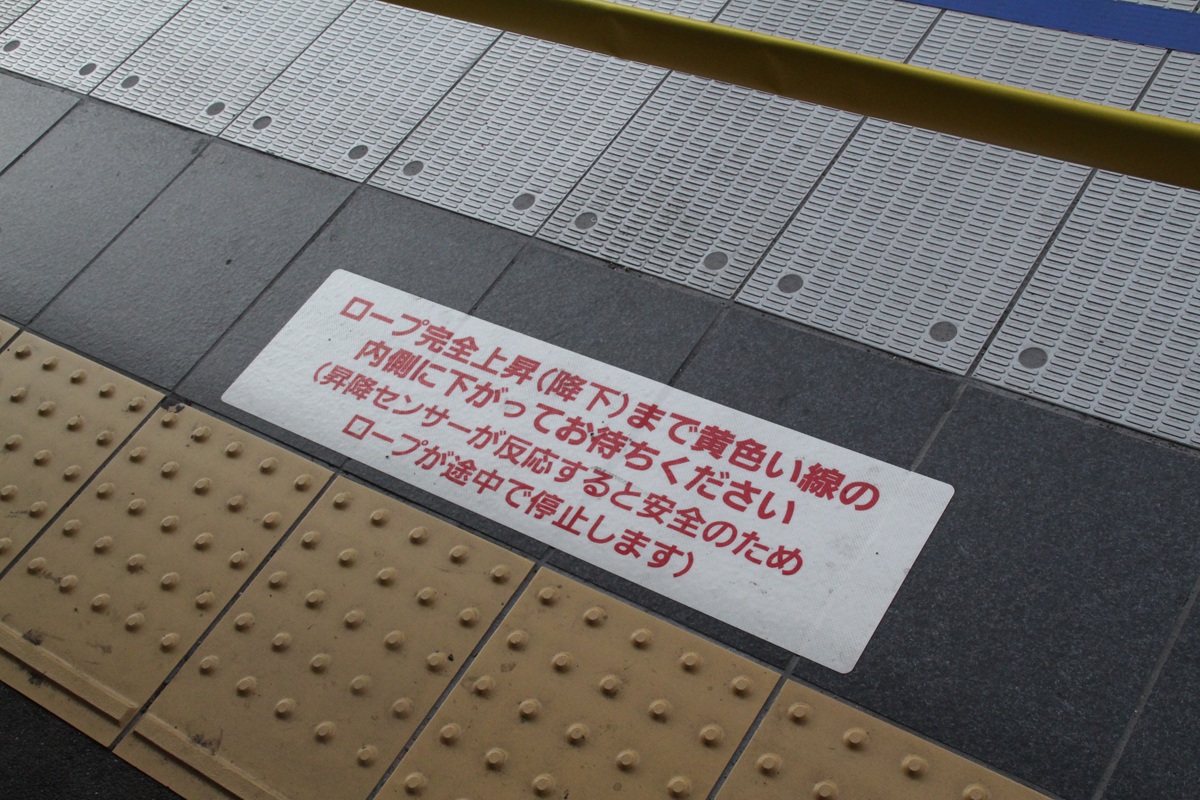 ロープ完全上昇(降下)まで黄色い線の
内側に下がってお待ちください
(昇降センサーが反応すると安全のため
ロープが途中で停止します)